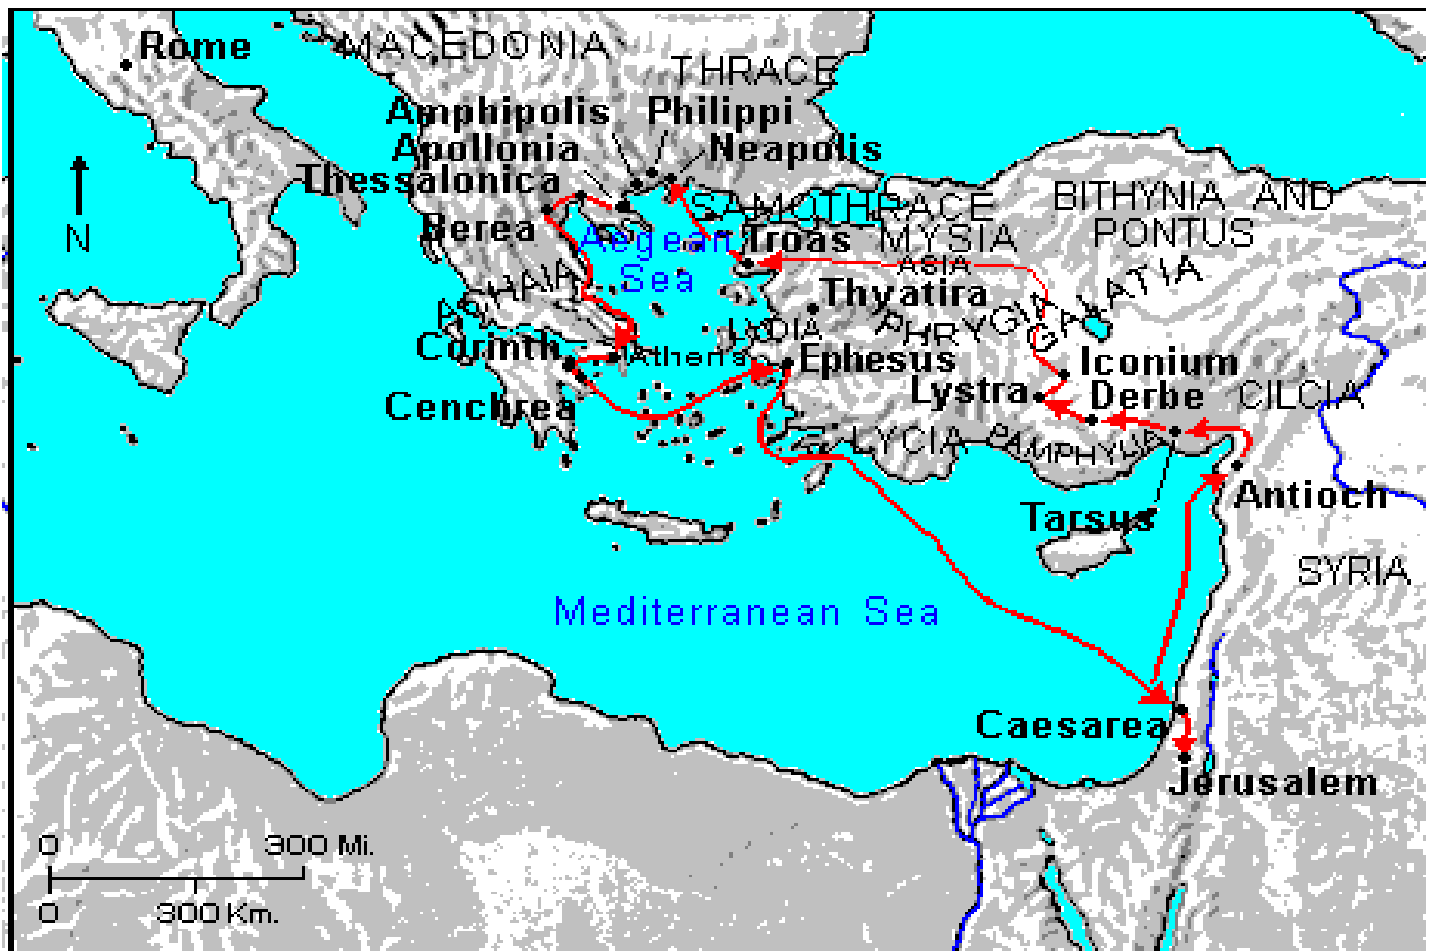 Rome
MACEDONIA
THRACE
Amphipolis
Philippi
Apollonia
Neapolis
Thessalonica
Berea
SAMOTHRACE
BITHYNIA AND
PONTUS
N
Aegean
Sea
Troas
MYSIA
ASIA
GALATIA
Thyatira
PHRYGIA
ACHAIA
LYDIA
Corinth
Athens
Ephesus
Iconium
Lystra
Derbe
CILCIA
Cenchrea
LYCIA
PAMPHYLIA
Antioch
Tarsus
SYRIA
Mediterranean Sea
Caesarea
Jerusalem
0 300 Mi.
0 300 Km.